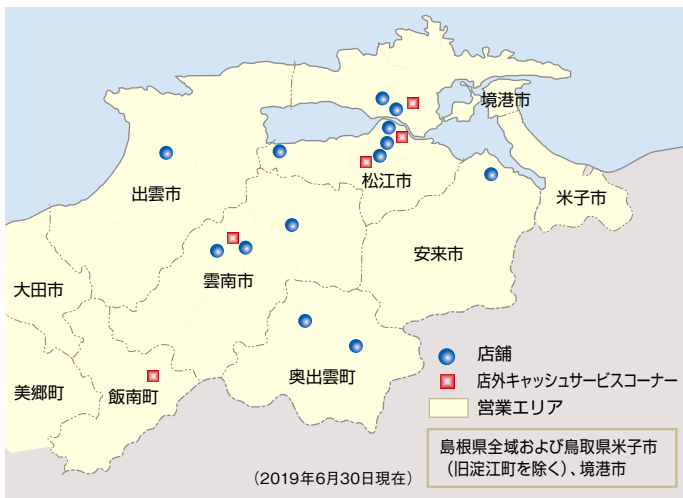 境港市
松江市
出雲市
米子市
安来市
雲南市
大田市
奥出雲町
美郷町
飯南町
店舗
店外キャッシュサービスコーナー
営業エリア
島根県全域および鳥取県米子市
（旧淀江町を除く）、境港市
（2019年6月30日現在）